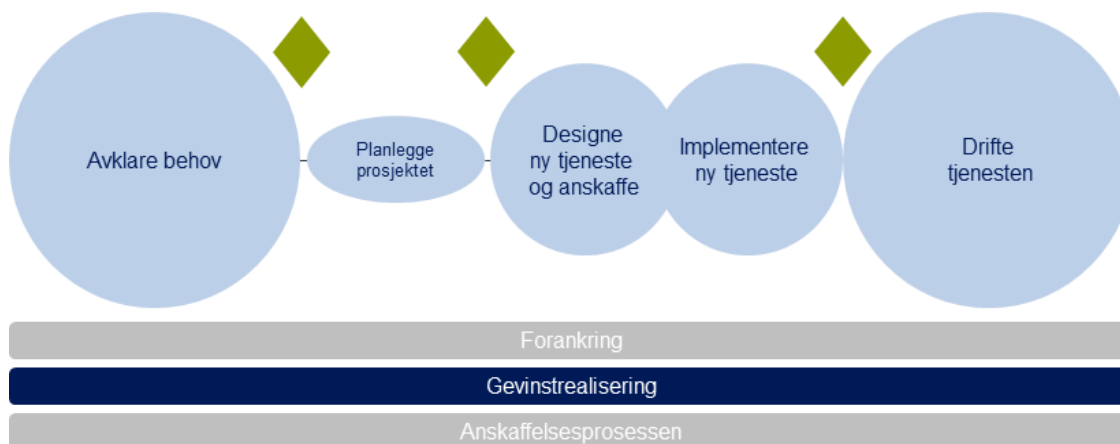 Avklare behov
Planlegge
prosjektet
Designe
ny tjeneste
og anskaffe
Implementere
ny tjeneste
Drifte
tjenesten
Forankring
Gevinstrealisering
Anskaffelsesprosessen